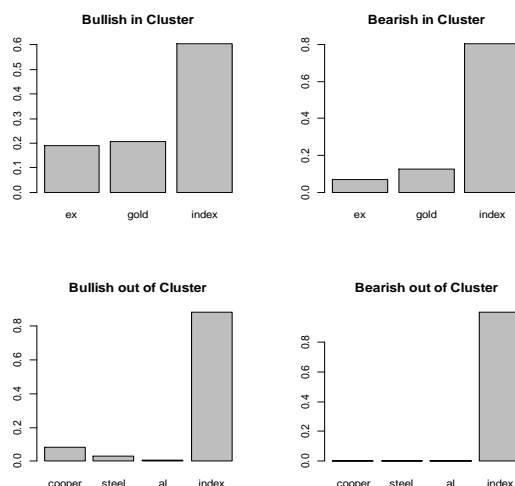 Bullish in Cluster
0.0 0.1 0.2 0.3 0.4 0.5 0.6
ex gold index
Bearish in Cluster
0.0 0.2 0.4 0.8
ex gold index
Bullish out of Cluster
0.0 0.2 0.4 0.6 0.8
cooper steel al index
Bearish out of Cluster
0.0 0.2 0.4 0.6 0.8
cooper steel al index